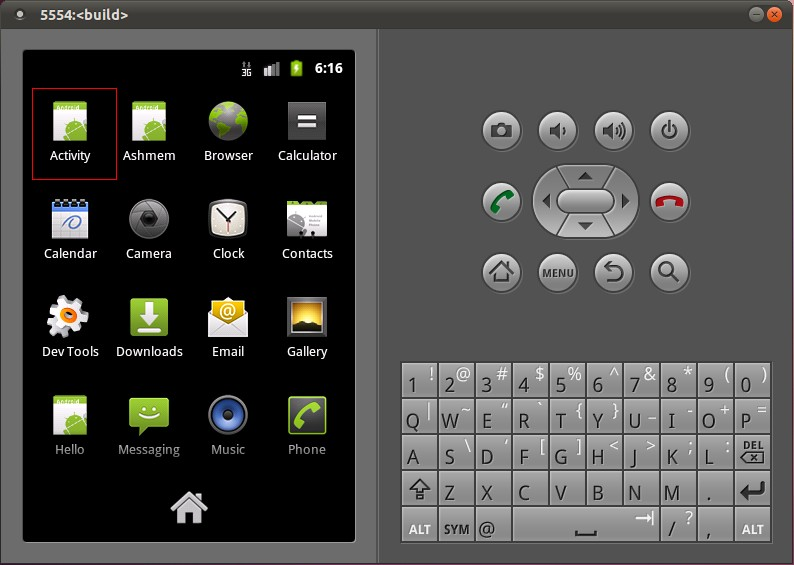 5554:<build>
3G 6:16
Activity Ashmem Browser Calculator
Calendar Camera Clock Contacts
Dev Tools Downloads Email Gallery
Hello Messaging Music Phone
MENU
1 ! 2 @ 3 # 4 $ 5 % 6 ^ 7 & 8 * 9 ( 0 )
Q | W ~ E “ R ` T { Y } U _ I - O + P =
A S \ D ‘ F [ G ] H < J > K ; L : DEL
Z X C V B N M .
ALT SYM @ / ? , ALT